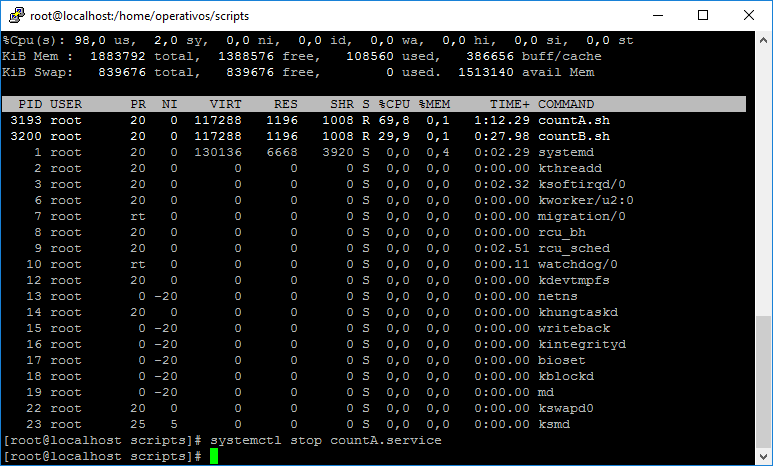 root@localhost:/home/operativos/scripts
%Cpu(s): 98,0 us,  2,0 sy,  0,0 ni,  0,0 id,  0,0 wa,  0,0 hi,  0,0 si,  0,0 st
KiB Mem :  1883792 total,  1388576 free,   108560 used,   386656 buff/cache
KiB Swap:   839676 total,   839676 free,        0 used.  1513140 avail Mem
  PID USER      PR  NI    VIRT    RES    SHR S %CPU %MEM     TIME+ COMMAND
 3193 root      20   0  117288   1196   1008 R 69,8  0,1   1:12.29 countA.sh
 3200 root      20   0  117288   1196   1008 R 29,9  0,1   0:27.98 countB.sh
    1 root      20   0  130136   6668   3920 S  0,0  0,4   0:02.29 systemd
    2 root      20   0       0      0      0 S  0,0  0,0   0:00.00 kthreadd
    3 root      20   0       0      0      0 S  0,0  0,0   0:02.32 ksoftirqd/0
    6 root      20   0       0      0      0 S  0,0  0,0   0:00.00 kworker/u2:0
    7 root      rt   0       0      0      0 S  0,0  0,0   0:00.00 migration/0
    8 root      20   0       0      0      0 S  0,0  0,0   0:00.00 rcu_bh
    9 root      20   0       0      0      0 S  0,0  0,0   0:02.51 rcu_sched
   10 root      rt   0       0      0      0 S  0,0  0,0   0:00.11 watchdog/0
   12 root      20   0       0      0      0 S  0,0  0,0   0:00.00 kdevtmpfs
   13 root       0 -20       0      0      0 S  0,0  0,0   0:00.00 netns
   14 root      20   0       0      0      0 S  0,0  0,0   0:00.00 khungtaskd
   15 root       0 -20       0      0      0 S  0,0  0,0   0:00.00 writeback
   16 root       0 -20       0      0      0 S  0,0  0,0   0:00.00 kintegrityd
   17 root       0 -20       0      0      0 S  0,0  0,0   0:00.00 bioset
   18 root       0 -20       0      0      0 S  0,0  0,0   0:00.00 kblockd
   19 root       0 -20       0      0      0 S  0,0  0,0   0:00.00 md
   22 root      20   0       0      0      0 S  0,0  0,0   0:00.00 kswapd0
   23 root      25   5       0      0      0 S  0,0  0,0   0:00.00 ksmd
[root@localhost scripts]# systemctl stop countA.service
[root@localhost scripts]#